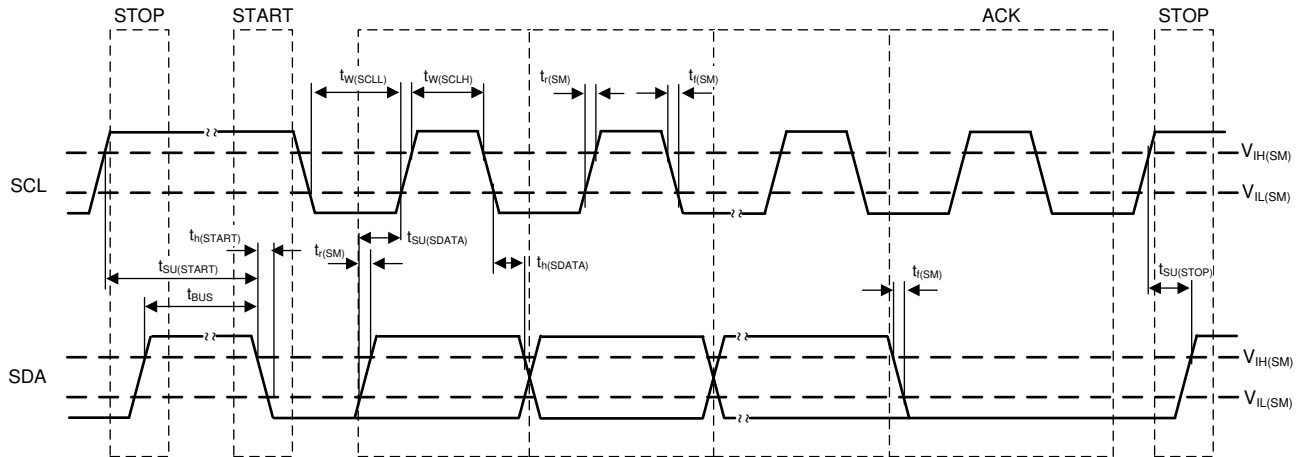 STOP START ACK STOP
tW(SCLL) tW(SCLH) tr(SM) tf(SM)
VIH(SM)
SCL
VIL(SM)
th(START) tr(SM) tSU(SDATA)
th(SDATA)
tSU(START) tf(SM) tSU(STOP)
tBUS
VIH(SM)
SDA
VIL(SM)